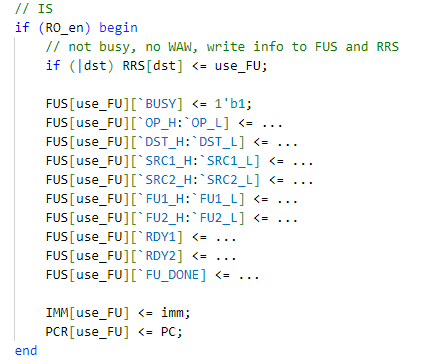 // IS
if (RO_en) begin
// not busy, no WAW, write info to FUS and RRS
if (|dst) RRS[dst] <= use_FU;
FUS[use_FU][`BUSY] <= 1'b1;
FUS[use_FU][`OP_H:`OP_L] <= ...
FUS[use_FU][`DST_H:`DST_L] <= ...
FUS[use_FU][`SRC1_H:`SRC1_L] <= ...
FUS[use_FU][`SRC2_H:`SRC2_L] <= ...
FUS[use_FU][`FU1_H:`FU1_L] <= ...
FUS[use_FU][`FU2_H:`FU2_L] <= ...
FUS[use_FU][`RDY1] <= ...
FUS[use_FU][`RDY2] <= ...
FUS[use_FU][`FU_DONE] <= ...
IMM[use_FU] <= imm;
PCR[use_FU] <= PC;
end